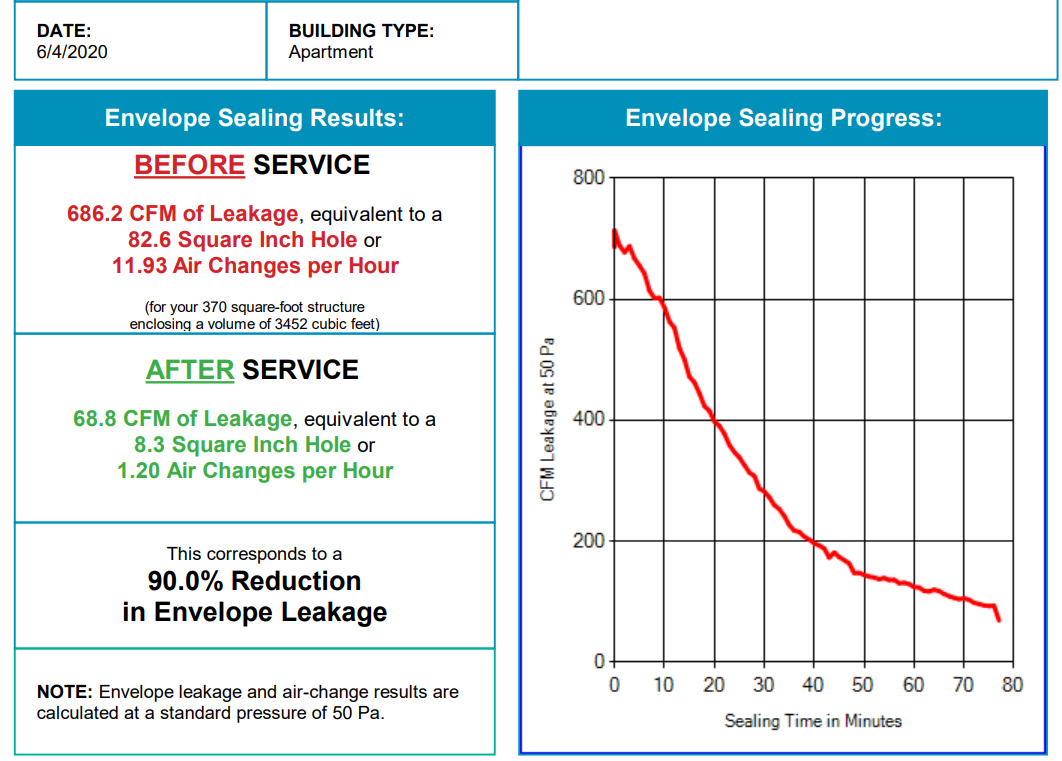 DATE:
6/4/2020
BUILDING TYPE:
Apartment
Envelope Sealing Results:
BEFORE SERVICE
686.2 CFM of Leakage, equivalent to a
82.6 Square Inch Hole or
11.93 Air Changes per Hour
(for your 370 square-foot structure
enclosing a volume of 3452 cubic feet)
AFTER SERVICE
68.8 CFM of Leakage, equivalent to a
8.3 Square Inch Hole or
1.20 Air Changes per Hour
This corresponds to a
90.0% Reduction
in Envelope Leakage
NOTE: Envelope leakage and air-change results are
calculated at a standard pressure of 50 Pa.
Envelope Sealing Progress:
CFM Leakage at 50 Pa
800
600
400
200
0
0 10 20 30 40 50 60 70 80
Sealing Time in Minutes